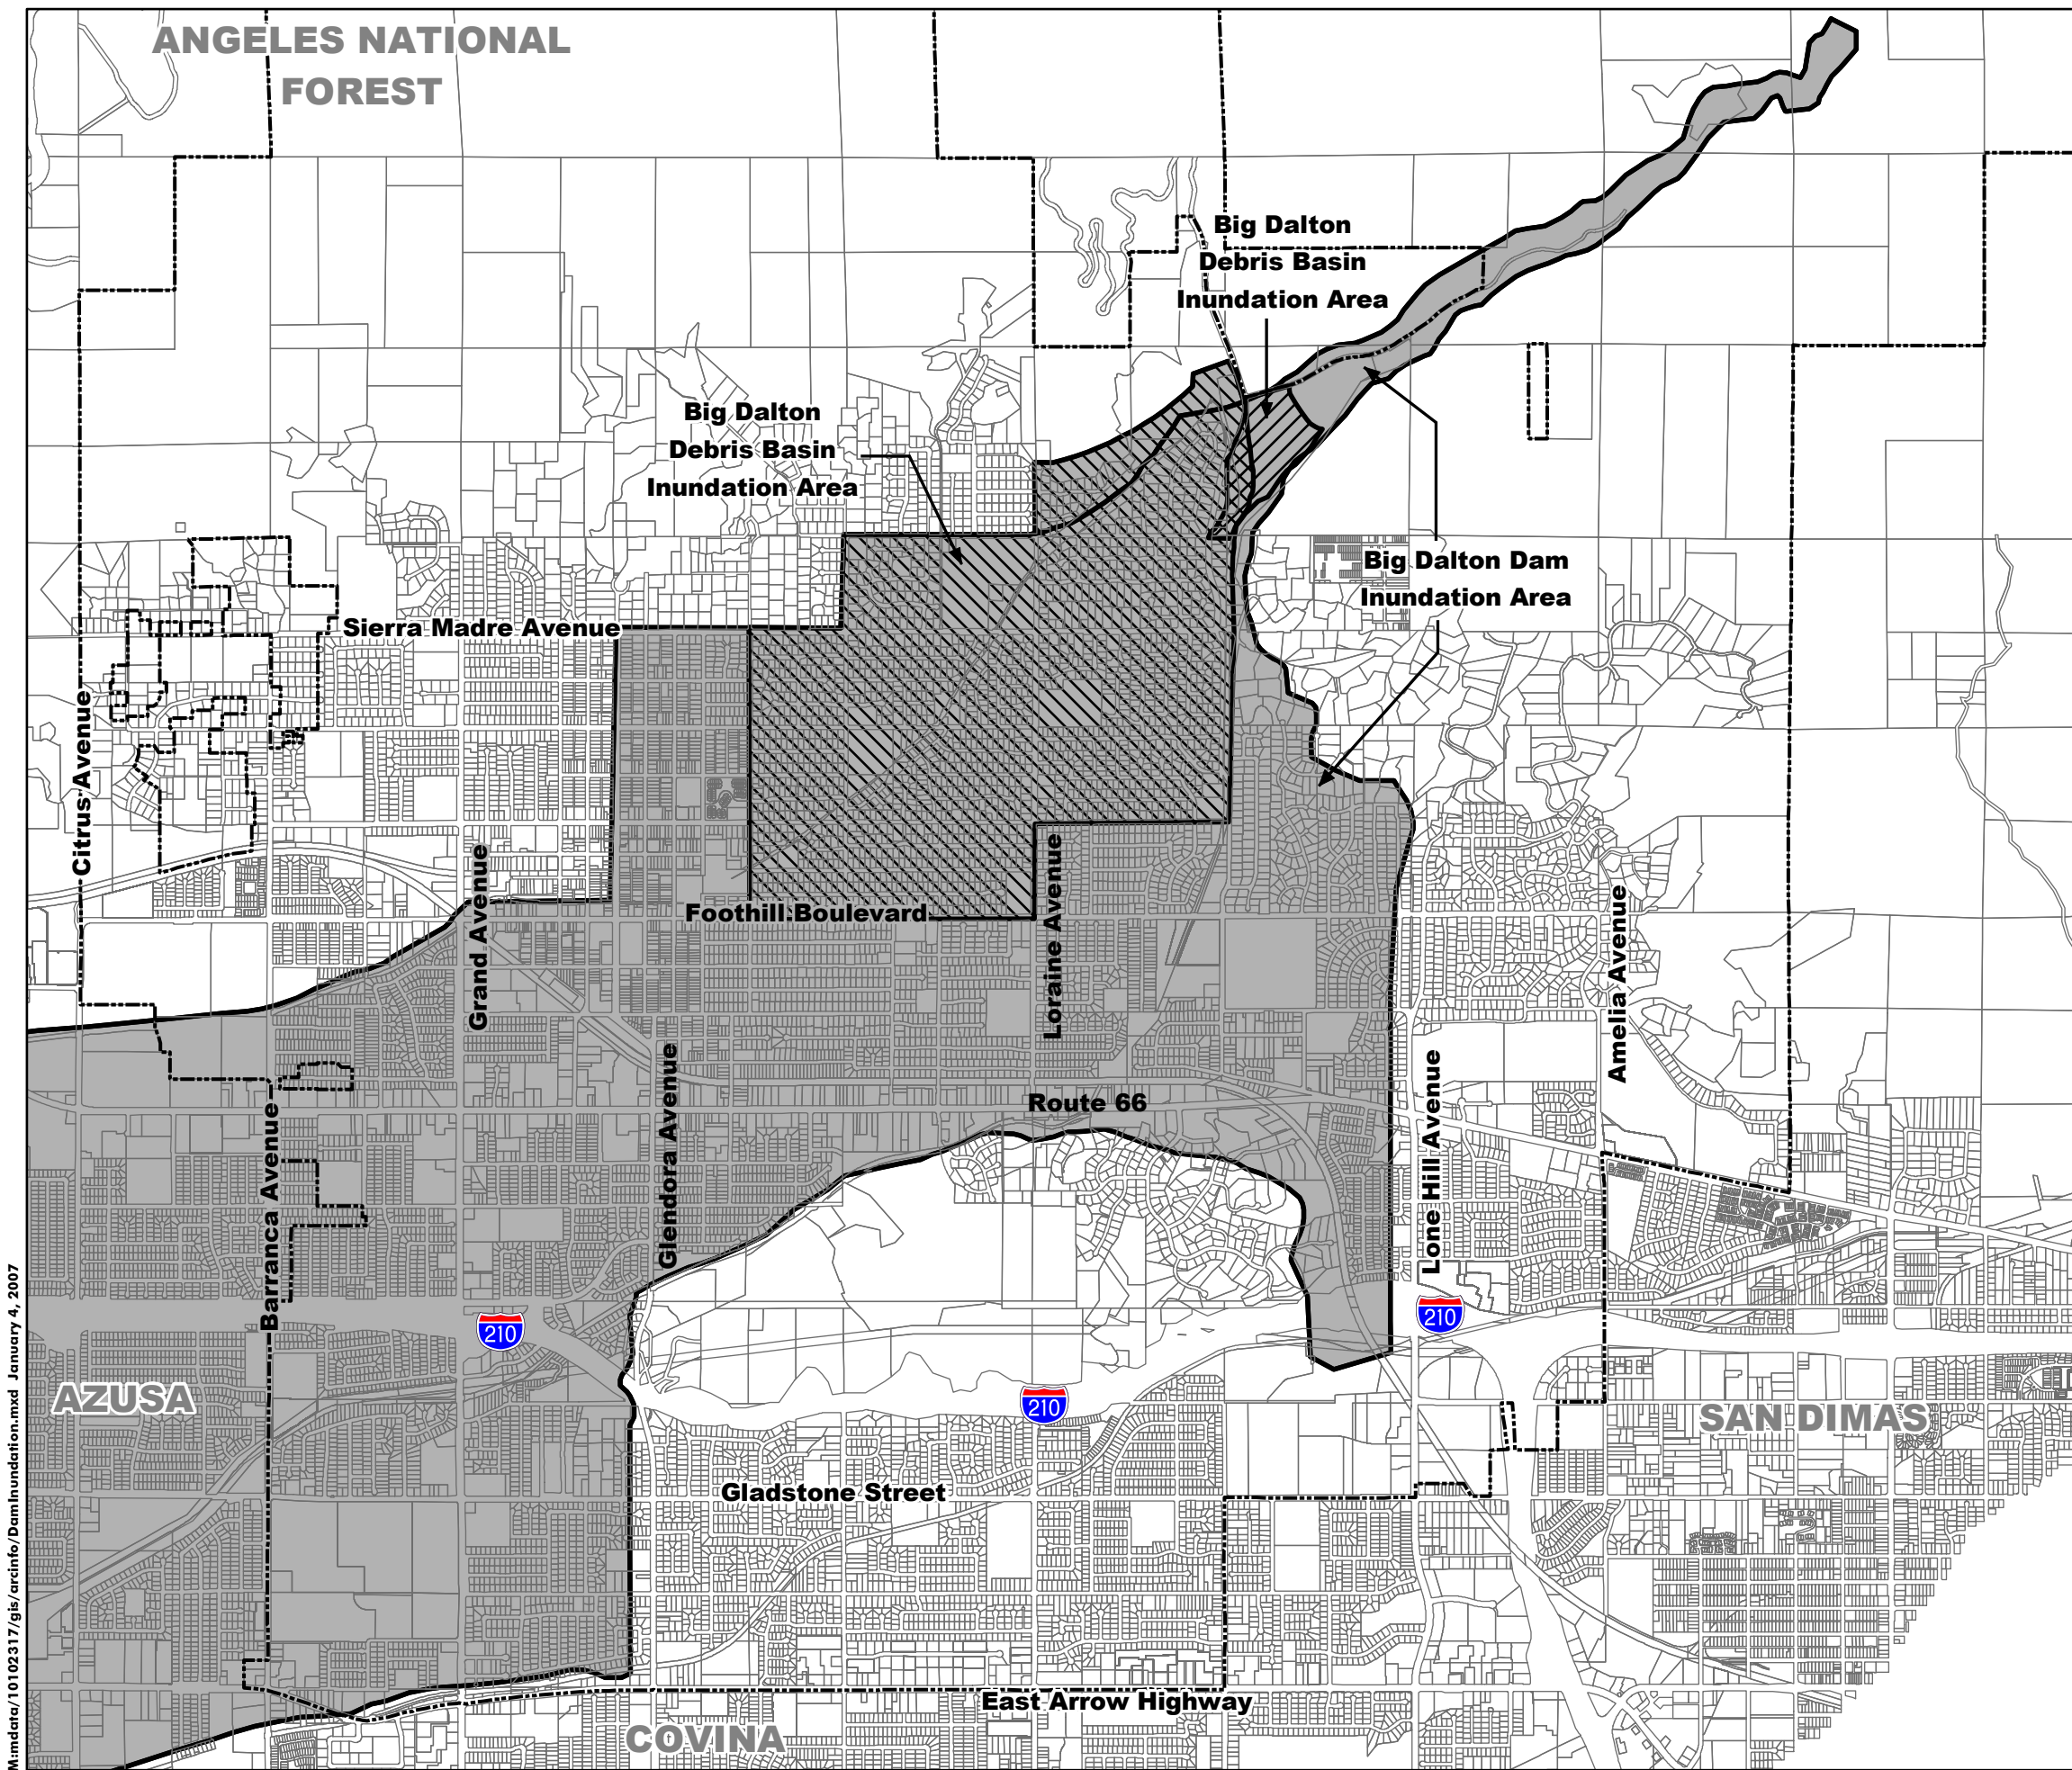 ANGELES NATIONAL
FOREST
Big Dalton
Debris Basin
Inundation Area
Big Dalton
Debris Basin
Inundation Area
Big Dalton Dam
Inundation Area
Sierra Madre Avenue
Citrus Avenue
Grand Avenue
Foothill Boulevard
Loraine Avenue
Amelia Avenue
Glendora Avenue
Route 66
Barranca Avenue
Lone Hill Avenue
210
210
210
AZUSA
SAN DIMAS
Gladstone Street
East Arrow Highway
COVINA
M:mdata/10102317/gis/arcinfo/DamInundation.mxd January 4, 2007